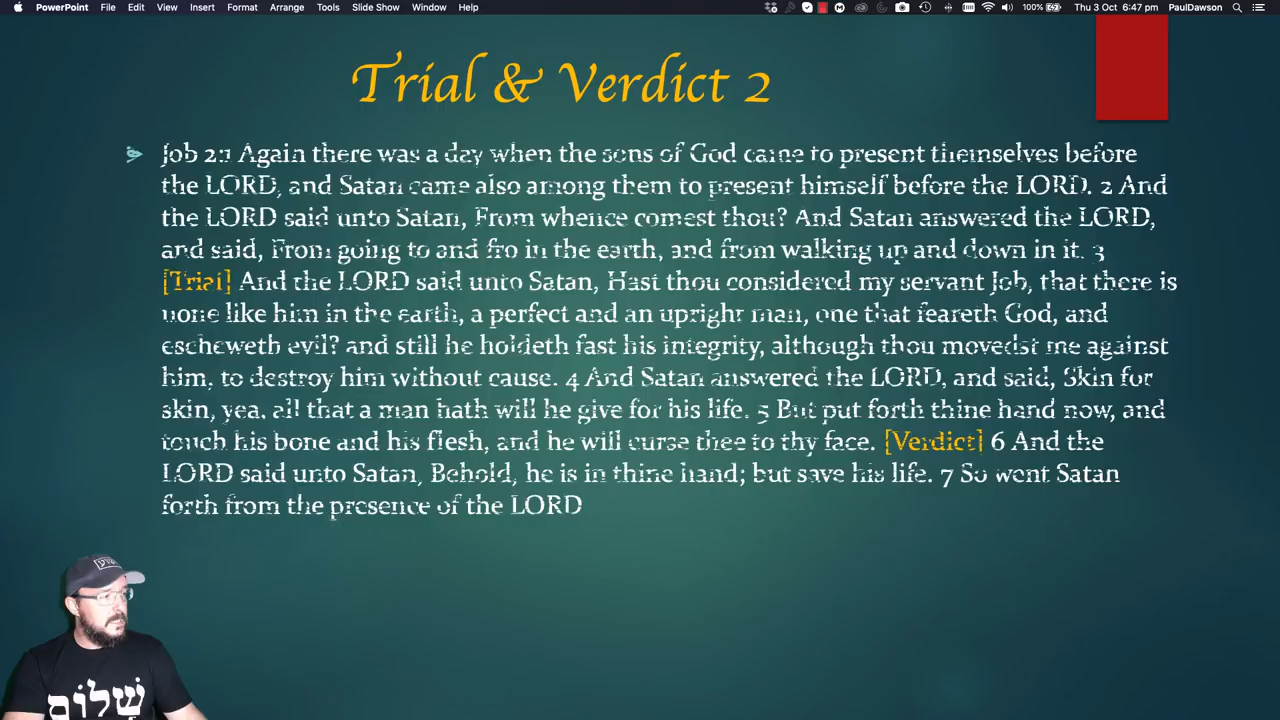 PowerPoint File Edit View Insert Format Arrange Tools Slide Show Window Help 100% Thu 3 Oct 6:47 pm PaulDawson
Trial & Verdict 2
Job 2:1 Again there was a day when the sons of God came to present themselves before
the LORD, and Satan came also among them to present himself before the LORD. 2 And
the LORD said unto Satan, From whence comest thou? And Satan answered the LORD,
and said, From going to and fro in the earth, and from walking up and down in it. 3
[Trial] And the LORD said unto Satan, Hast thou considered my servant Job, that there is
none like him in the earth, a perfect and an upright man, one that feareth God, and
escheweth evil? and still he holdeth fast his integrity, although thou movedst me against
him, to destroy him without cause. 4 And Satan answered the LORD, and said, Skin for
skin, yea, all that a man hath will he give for his life. 5 But put forth thine hand now, and
touch his bone and his flesh, and he will curse thee to thy face. [Verdict] 6 And the
LORD said unto Satan, Behold, he is in thine hand; but save his life. 7 So went Satan
forth from the presence of the LORD
שָׁלוֹם